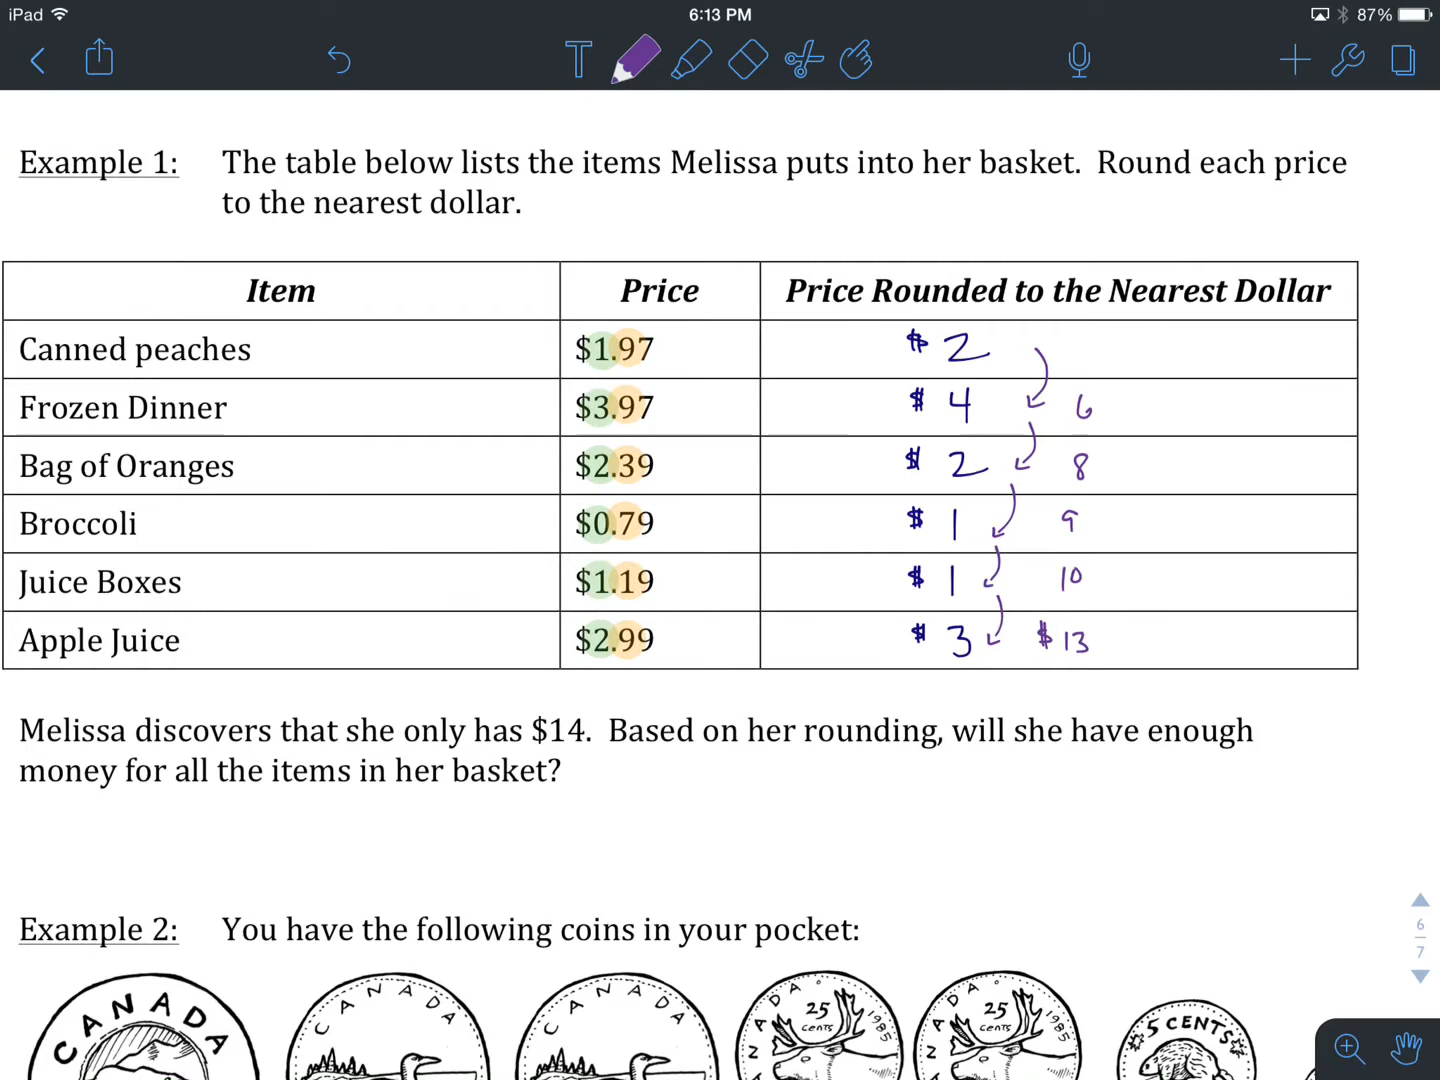 iPad 6:13 PM 87%
T
Example 1: The table below lists the items Melissa puts into her basket. Round each price
to the nearest dollar.
Item Price Price Rounded to the Nearest Dollar
Canned peaches $1.97 $ 2
Frozen Dinner $3.97 $ 4 6
Bag of Oranges $2.39 $ 2 8
Broccoli $0.79 $ 1 9
Juice Boxes $1.19 $ 1 10
Apple Juice $2.99 $ 3 $13
Melissa discovers that she only has $14. Based on her rounding, will she have enough
money for all the items in her basket?
Example 2: You have the following coins in your pocket:
6
7
CANADA
CANADA
CANADA
NADA 25 CENTS 1985
NADA 25 CENTS 1985
5 CENTS